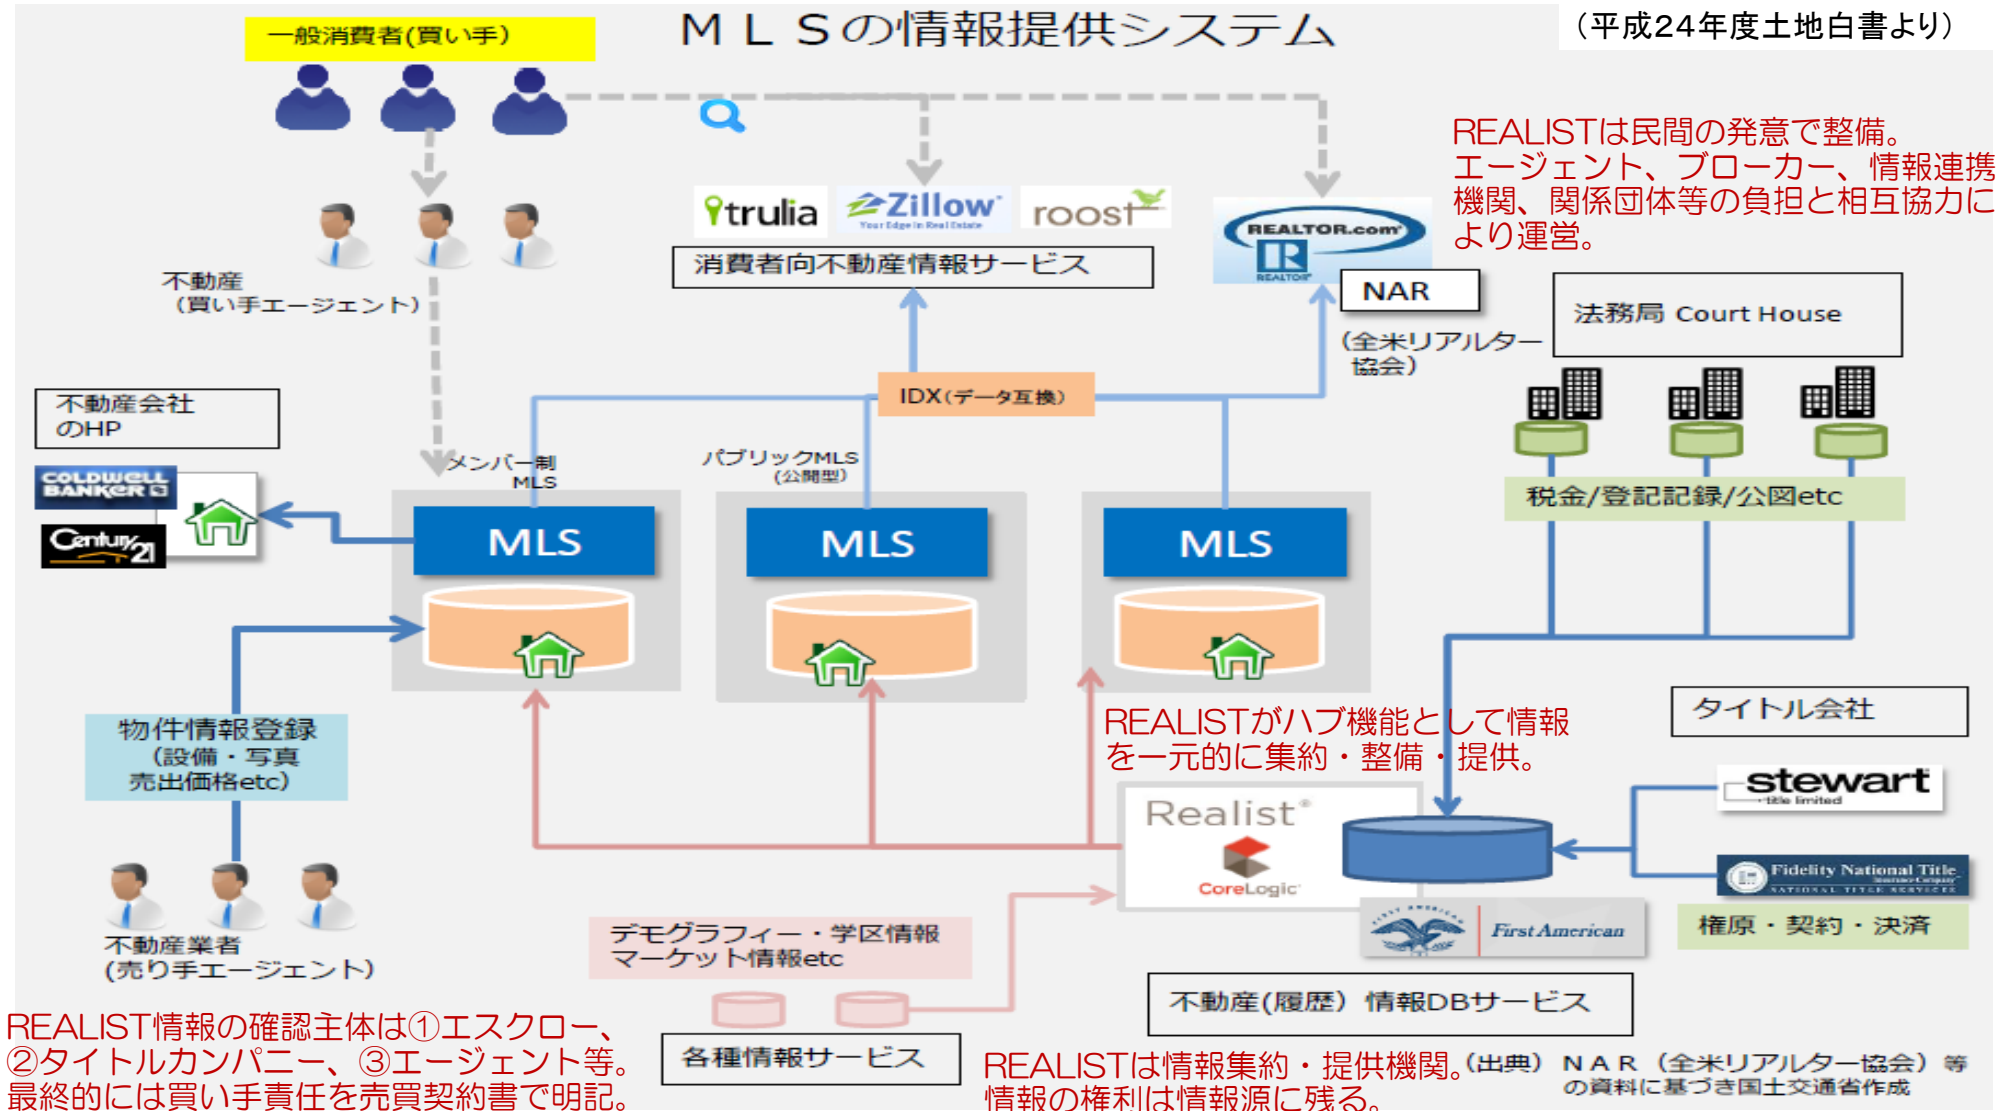 MLSの情報提供システム
（平成24年度土地白書より）
一般消費者(買い手）
REALISTは民間の発意で整備。
エージェント、ブローカー、情報連携
機関、関係団体等の負担と相互協力に
より運営。
trulia
Zillow
Your Edge in Real Estate
roost
REALTOR.com
R
REALTOR
消費者向不動産情報サービス
NAR
（全米リアルター
協会）
不動産
（買い手エージェント）
法務局 Court House
IDX(データ互換）
不動産会社
のHP
COLDWELL
BANKER
Century 21
メンバー制
MLS
パブリックMLS
(公開型）
税金/登記記録/公図etc
MLS
MLS
MLS
物件情報登録
（設備・写真
売出価格etc）
REALISTがハブ機能として情報
を一元的に集約・整備・提供。
タイトル会社
stewart
title limited
Realist
CoreLogic
Fidelity National Title
Insurance Company
NATIONAL TITLE SERVICES
FIRST AMERICAN
First American
権原・契約・決済
不動産業者
(売り手エージェント）
デモグラフィー・学区情報
マーケット情報etc
不動産(履歴）情報DBサービス
各種情報サービス
REALIST情報の確認主体は①エスクロー、
②タイトルカンパニー、③エージェント等。
最終的には買い手責任を売買契約書で明記。
REALISTは情報集約・提供機関。
情報の権利は情報源に残る。
（出典）　NAR（全米リアルター協会）等
の資料に基づき国土交通省作成